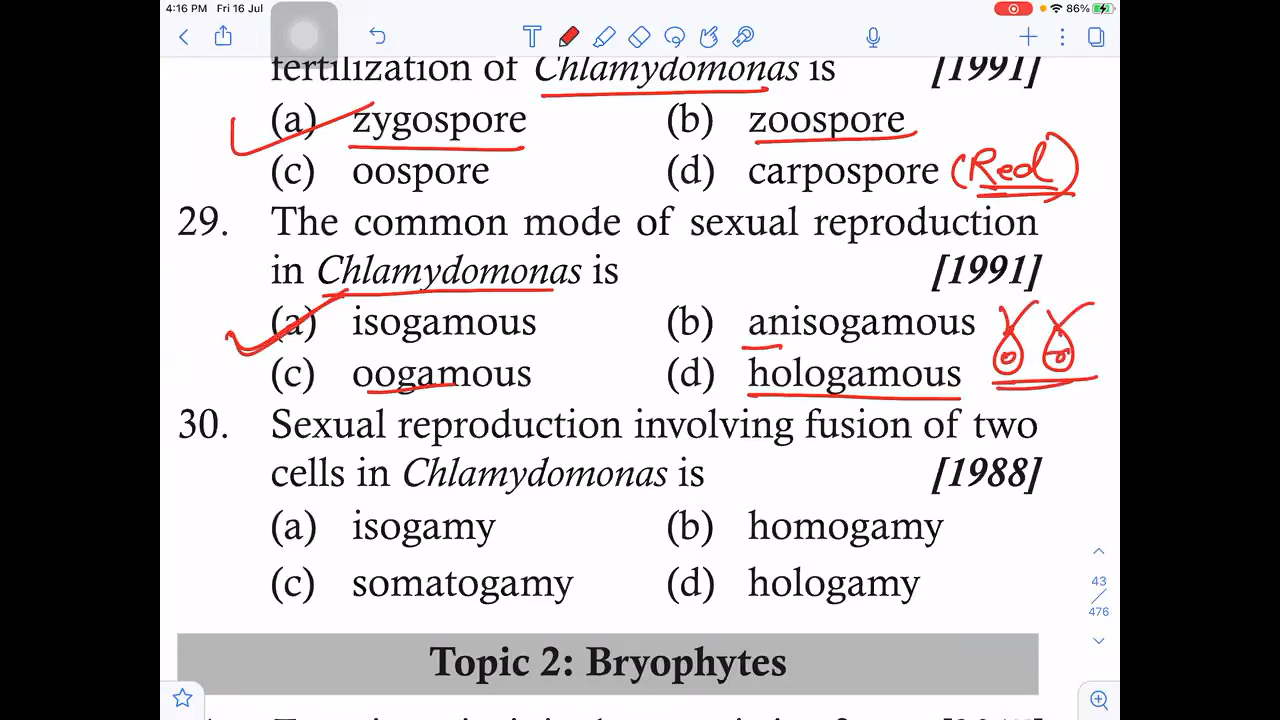 4:16 PM Fri 16 Jul
86%
fertilization of Chlamydomonas is [1991]
(a) zygospore (b) zoospore
(c) oospore (d) carpospore (Red)
29. The common mode of sexual reproduction
in Chlamydomonas is [1991]
(a) isogamous (b) anisogamous
(c) oogamous (d) hologamous
30. Sexual reproduction involving fusion of two
cells in Chlamydomonas is [1988]
(a) isogamy (b) homogamy
(c) somatogamy (d) hologamy
43
/
476
Topic 2: Bryophytes